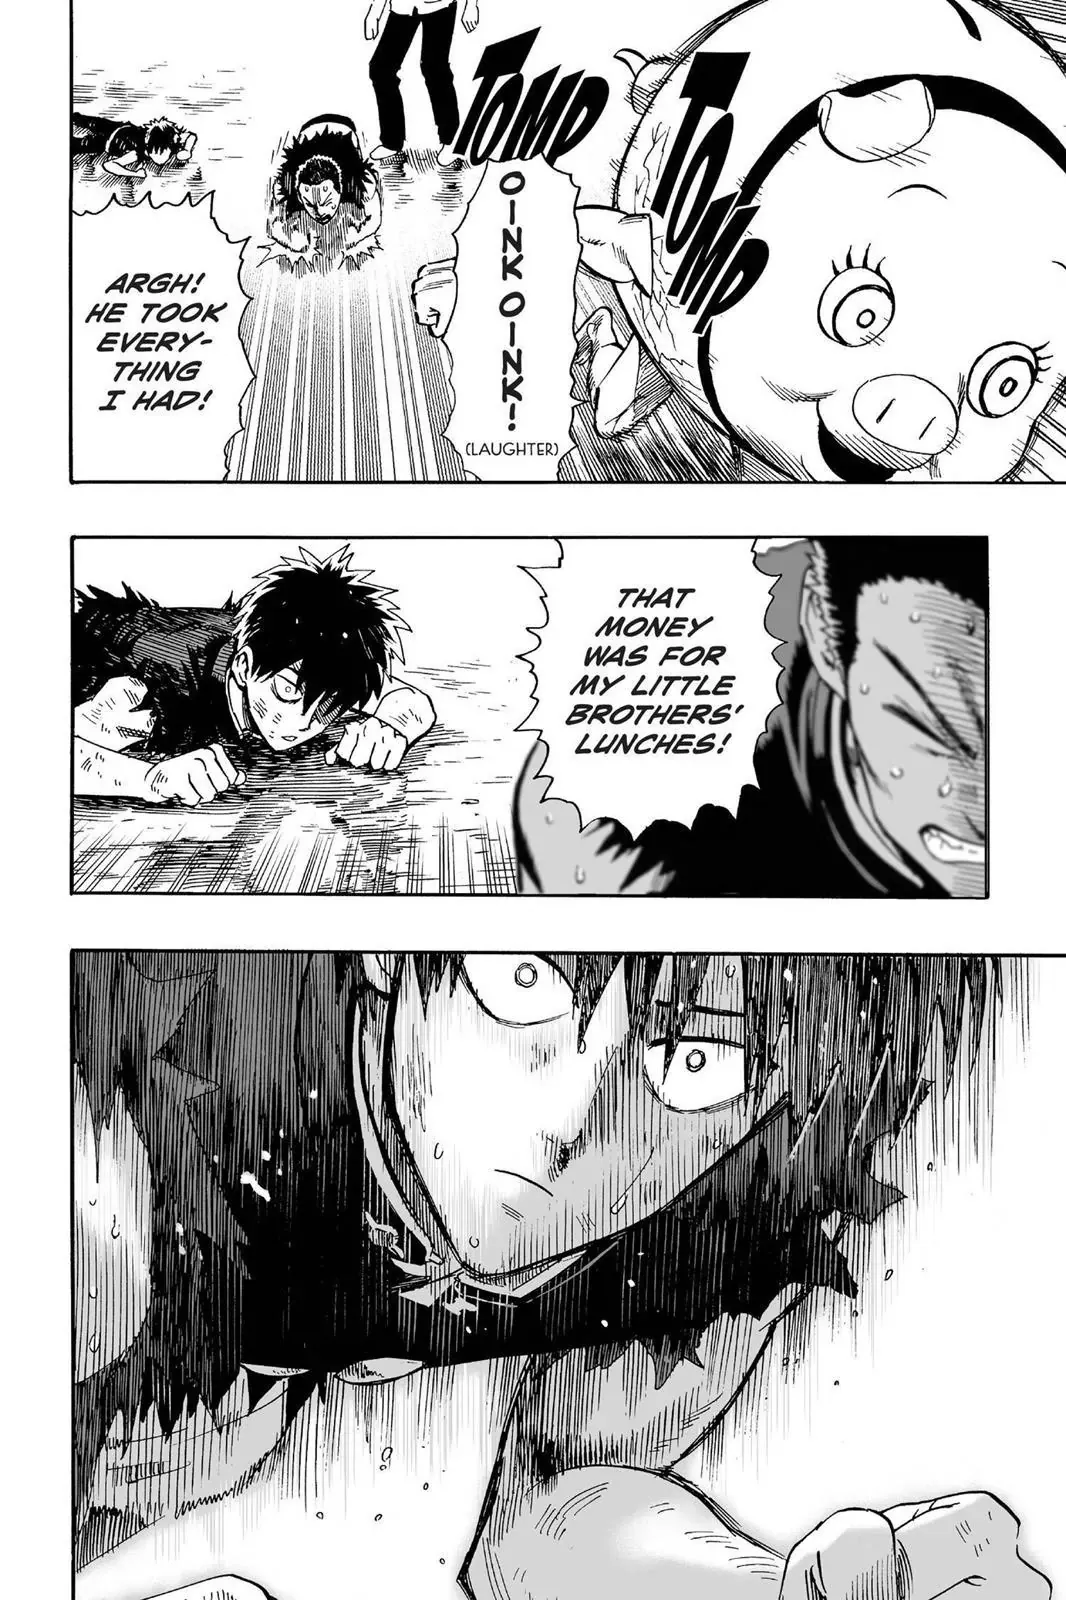 TOMP
TOMP
OINK OINK!
(LAUGHTER)
ARGH!
HE TOOK
EVERY-
THING
I HAD!
THAT
MONEY
WAS FOR
MY LITTLE
BROTHERS'
LUNCHES!